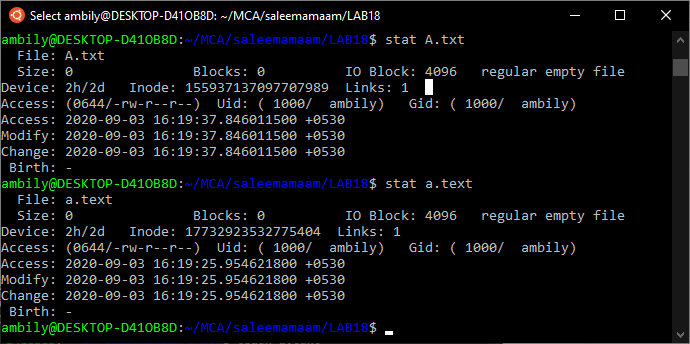 Select ambily@DESKTOP-D41OB8D: ~/MCA/saleemamaam/LAB18
ambily@DESKTOP-D41OB8D:~/MCA/saleemamaam/LAB18$ stat A.txt
  File: A.txt
  Size: 0               Blocks: 0          IO Block: 4096   regular empty file
Device: 2h/2d   Inode: 155937137097707989  Links: 1
Access: (0644/-rw-r--r--)  Uid: ( 1000/  ambily)   Gid: ( 1000/  ambily)
Access: 2020-09-03 16:19:37.846011500 +0530
Modify: 2020-09-03 16:19:37.846011500 +0530
Change: 2020-09-03 16:19:37.846011500 +0530
 Birth: -
ambily@DESKTOP-D41OB8D:~/MCA/saleemamaam/LAB18$ stat a.text
  File: a.text
  Size: 0               Blocks: 0          IO Block: 4096   regular empty file
Device: 2h/2d   Inode: 17732923532775404  Links: 1
Access: (0644/-rw-r--r--)  Uid: ( 1000/  ambily)   Gid: ( 1000/  ambily)
Access: 2020-09-03 16:19:25.954621800 +0530
Modify: 2020-09-03 16:19:25.954621800 +0530
Change: 2020-09-03 16:19:25.954621800 +0530
 Birth: -
ambily@DESKTOP-D41OB8D:~/MCA/saleemamaam/LAB18$